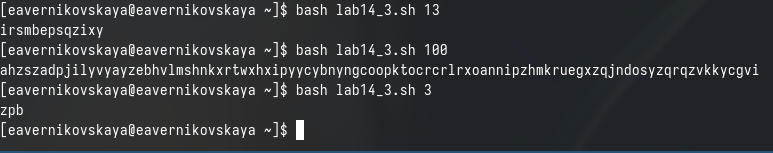 [eavernikovskaya@eavernikovskaya ~]$ bash lab14_3.sh 13
irsmbepsqzixy
[eavernikovskaya@eavernikovskaya ~]$ bash lab14_3.sh 100
ahzszadpjilyvyayzebhvlmshnkxrtwxhxipyycybnyngcoopktocrcrlrxoannipzhmkruegxzqjndosyzqrqzvkkycgvi
[eavernikovskaya@eavernikovskaya ~]$ bash lab14_3.sh 3
zpb
[eavernikovskaya@eavernikovskaya ~]$